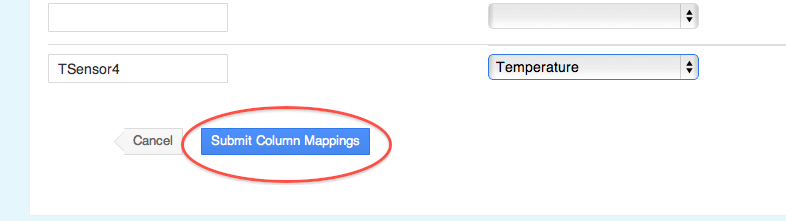 TSensor4 Temperature
Cancel Submit Column Mappings